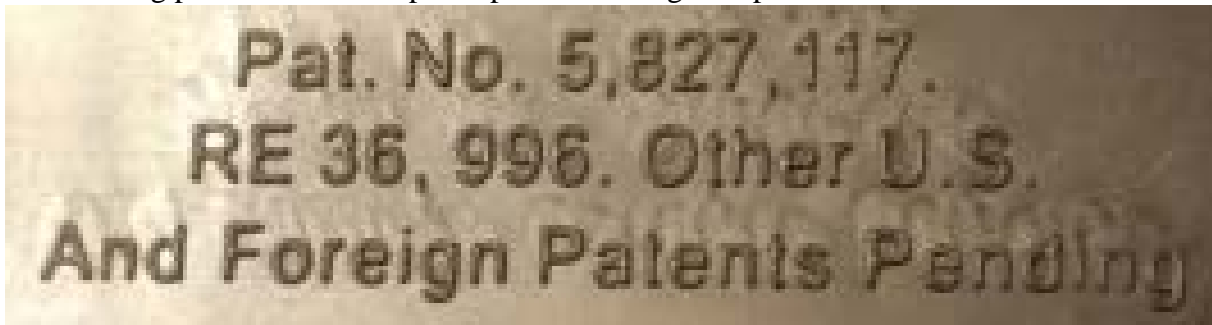 Pat. No. 5,827,117.
RE 36, 996. Other U.S.
And Foreign Patents Pending